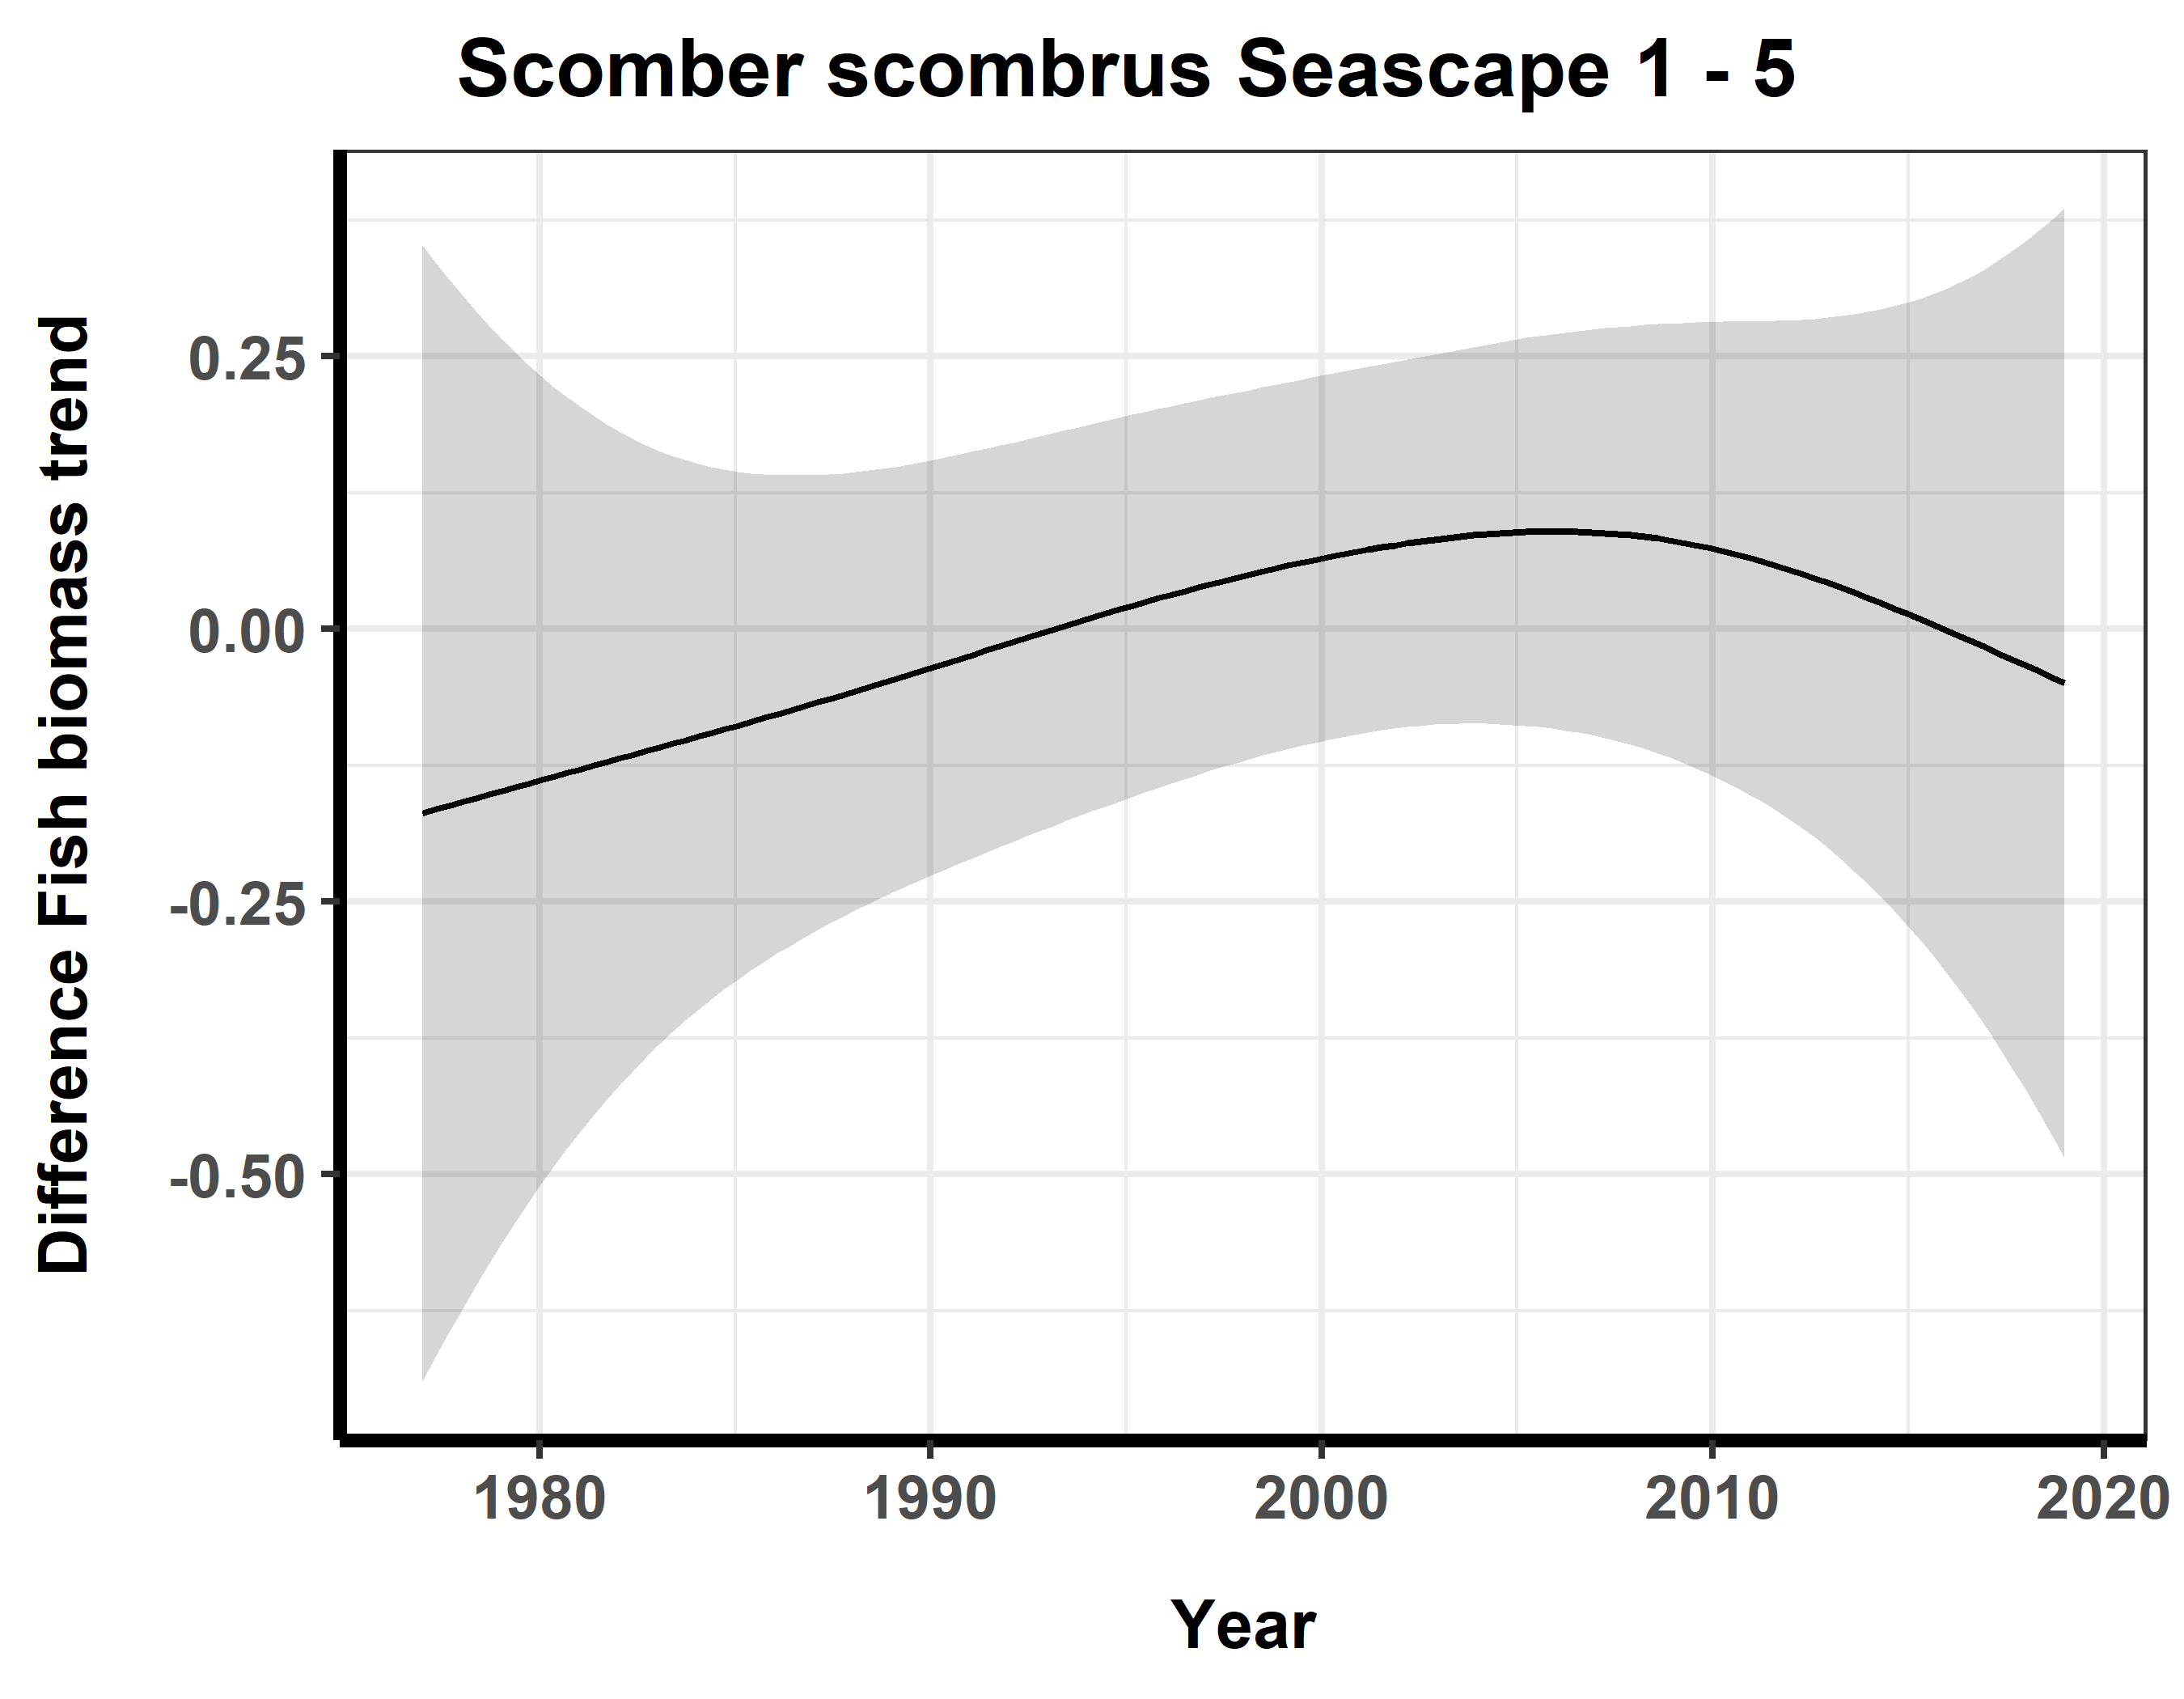 Scomber scombrus Seascape 1 - 5
Difference Fish biomass trend
0.25
0.00
-0.25
-0.50
1980 1990 2000 2010 2020
Year